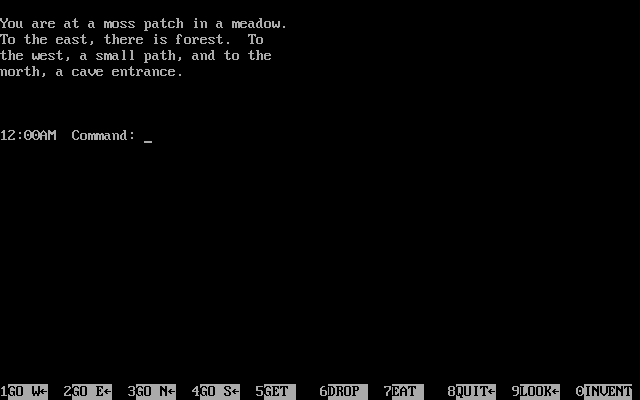 You are at a moss patch in a meadow.
To the east, there is forest.  To
the west, a small path, and to the
north, a cave entrance.
12:00AM  Command: _
1GO W←  2GO E←  3GO N←  4GO S←  5GET   6DROP  7EAT   8QUIT←  9LOOK←  0INVENT